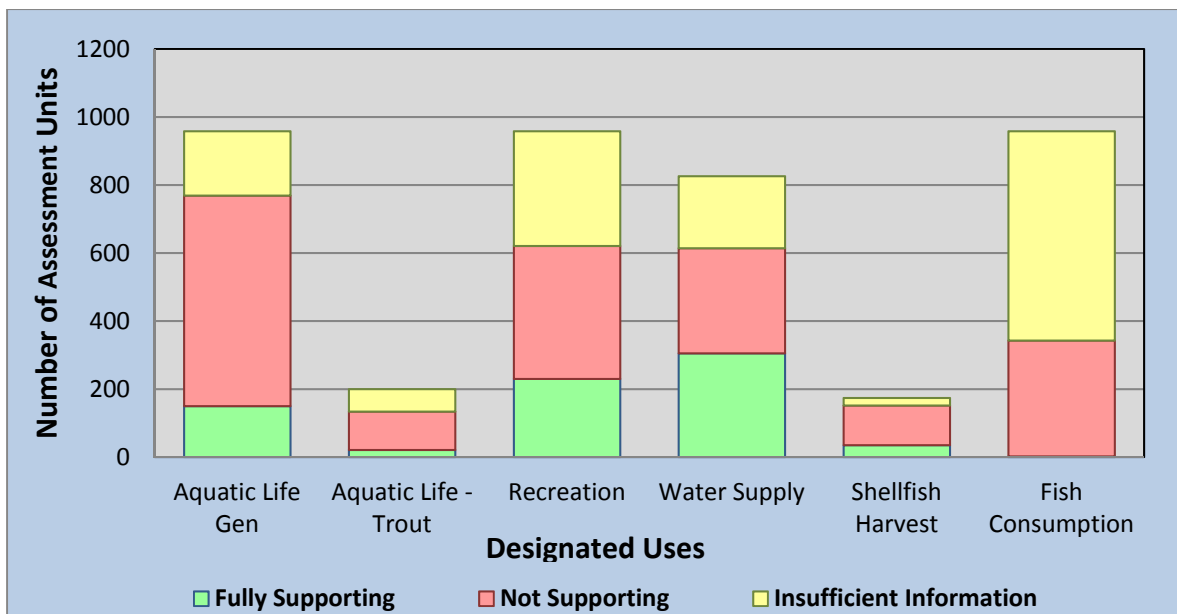 Number of Assessment Units
1200
1000
800
600
400
200
0
Aquatic Life
Gen
Aquatic Life -
Trout
Recreation
Water Supply
Shellfish
Harvest
Fish
Consumption
Designated Uses
Fully Supporting
Not Supporting
Insufficient Information